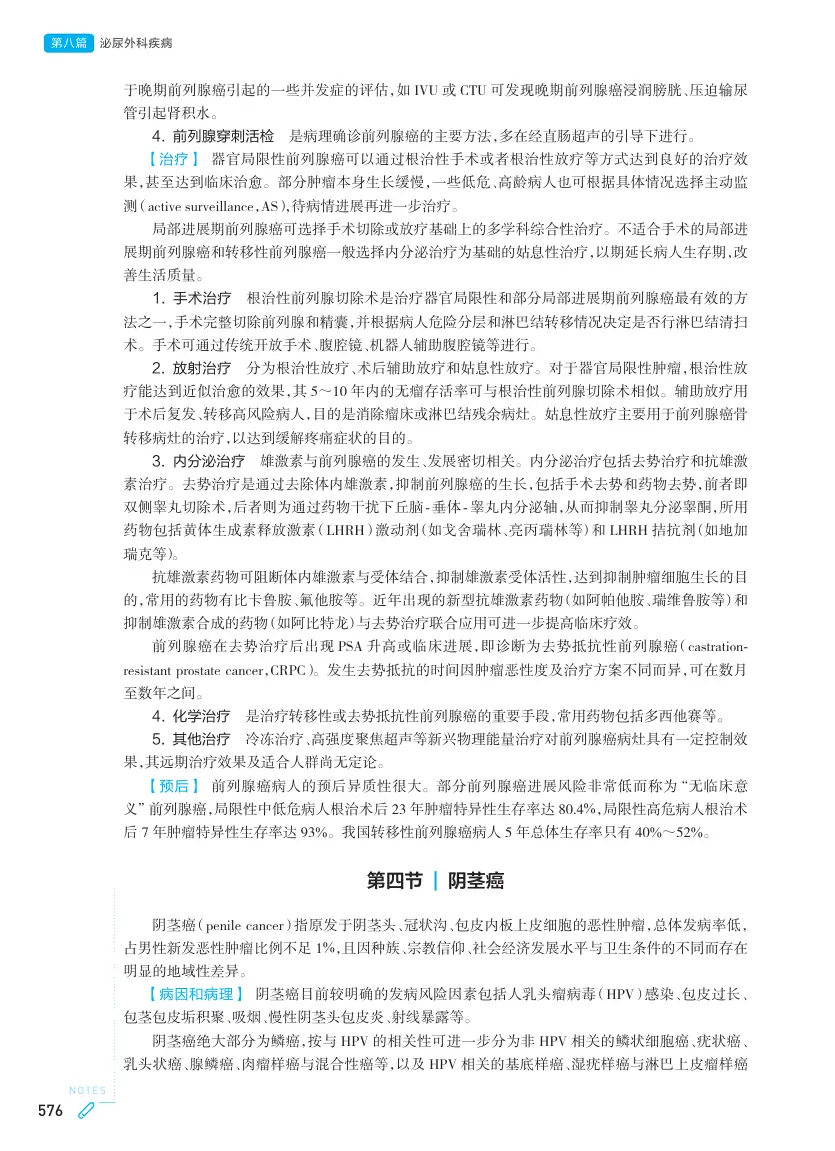 第八篇 泌尿外科疾病
于晚期前列腺癌引起的一些并发症的评估,如 IVU 或 CTU 可发现晚期前列腺癌浸润膀胱、压迫输尿
管引起肾积水。
4. 前列腺穿刺活检 是病理确诊前列腺癌的主要方法,多在经直肠超声的引导下进行。
【治疗】 器官局限性前列腺癌可以通过根治性手术或者根治性放疗等方式达到良好的治疗效
果,甚至达到临床治愈。部分肿瘤本身生长缓慢,一些低危、高龄病人也可根据具体情况选择主动监
测(active surveillance,AS),待病情进展再进一步治疗。
局部进展期前列腺癌可选择手术切除或放疗基础上的多学科综合性治疗。不适合手术的局部进
展期前列腺癌和转移性前列腺癌一般选择内分泌治疗为基础的姑息性治疗,以期延长病人生存期,改
善生活质量。
1. 手术治疗 根治性前列腺切除术是治疗器官局限性和部分局部进展期前列腺癌最有效的方
法之一,手术完整切除前列腺和精囊,并根据病人危险分层和淋巴结转移情况决定是否行淋巴结清扫
术。手术可通过传统开放手术、腹腔镜、机器人辅助腹腔镜等进行。
2. 放射治疗 分为根治性放疗、术后辅助放疗和姑息性放疗。对于器官局限性肿瘤,根治性放
疗能达到近似治愈的效果,其 5～10 年内的无瘤存活率可与根治性前列腺切除术相似。辅助放疗用
于术后复发、转移高风险病人,目的是消除瘤床或淋巴结残余病灶。姑息性放疗主要用于前列腺癌骨
转移病灶的治疗,以达到缓解疼痛症状的目的。
3. 内分泌治疗 雄激素与前列腺癌的发生、发展密切相关。内分泌治疗包括去势治疗和抗雄激
素治疗。去势治疗是通过去除体内雄激素,抑制前列腺癌的生长,包括手术去势和药物去势,前者即
双侧睾丸切除术,后者则为通过药物干扰下丘脑-垂体-睾丸内分泌轴,从而抑制睾丸分泌睾酮,所用
药物包括黄体生成素释放激素(LHRH)激动剂(如戈舍瑞林、亮丙瑞林等)和 LHRH 拮抗剂(如地加
瑞克等)。
抗雄激素药物可阻断体内雄激素与受体结合,抑制雄激素受体活性,达到抑制肿瘤细胞生长的目
的,常用的药物有比卡鲁胺、氟他胺等。近年出现的新型抗雄激素药物(如阿帕他胺、瑞维鲁胺等)和
抑制雄激素合成的药物(如阿比特龙)与去势治疗联合应用可进一步提高临床疗效。
前列腺癌在去势治疗后出现 PSA 升高或临床进展,即诊断为去势抵抗性前列腺癌(castration-
resistant prostate cancer,CRPC)。发生去势抵抗的时间因肿瘤恶性度及治疗方案不同而异,可在数月
至数年之间。
4. 化学治疗 是治疗转移性或去势抵抗性前列腺癌的重要手段,常用药物包括多西他赛等。
5. 其他治疗 冷冻治疗、高强度聚焦超声等新兴物理能量治疗对前列腺癌病灶具有一定控制效
果,其远期治疗效果及适合人群尚无定论。
【预后】 前列腺癌病人的预后异质性很大。部分前列腺癌进展风险非常低而称为“无临床意
义”前列腺癌,局限性中低危病人根治术后 23 年肿瘤特异性生存率达 80.4%,局限性高危病人根治术
后 7 年肿瘤特异性生存率达 93%。我国转移性前列腺癌病人 5 年总体生存率只有 40%～52%。
第四节 | 阴茎癌
阴茎癌(penile cancer)指原发于阴茎头、冠状沟、包皮内板上皮细胞的恶性肿瘤,总体发病率低,
占男性新发恶性肿瘤比例不足 1%,且因种族、宗教信仰、社会经济发展水平与卫生条件的不同而存在
明显的地域性差异。
【病因和病理】 阴茎癌目前较明确的发病风险因素包括人乳头瘤病毒(HPV)感染、包皮过长、
包茎包皮垢积聚、吸烟、慢性阴茎头包皮炎、射线暴露等。
阴茎癌绝大部分为鳞癌,按与 HPV 的相关性可进一步分为非 HPV 相关的鳞状细胞癌、疣状癌、
乳头状癌、腺鳞癌、肉瘤样癌与混合性癌等,以及 HPV 相关的基底样癌、湿疣样癌与淋巴上皮瘤样癌
NOTES
576